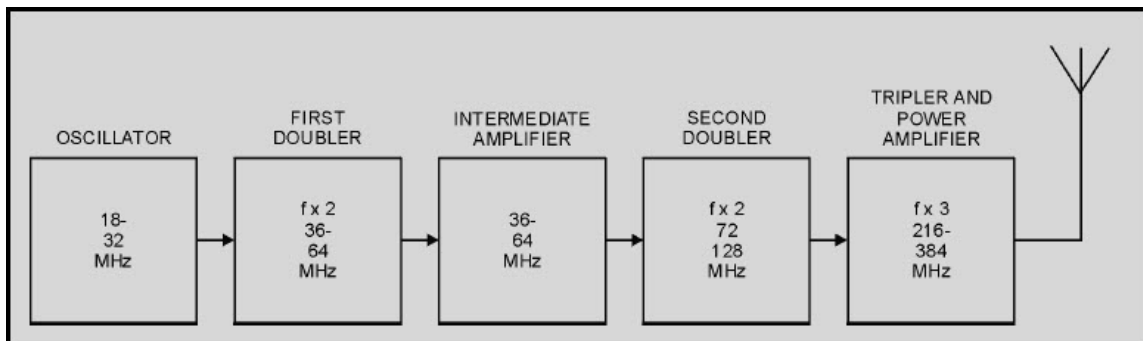 OSCILLATOR
18-
32
MHz
FIRST
DOUBLER
f x 2
36-
64
MHz
INTERMEDIATE
AMPLIFIER
36-
64
MHz
SECOND
DOUBLER
f x 2
72
128
MHz
TRIPLER AND
POWER
AMPLIFIER
f x 3
216-
384
MHz